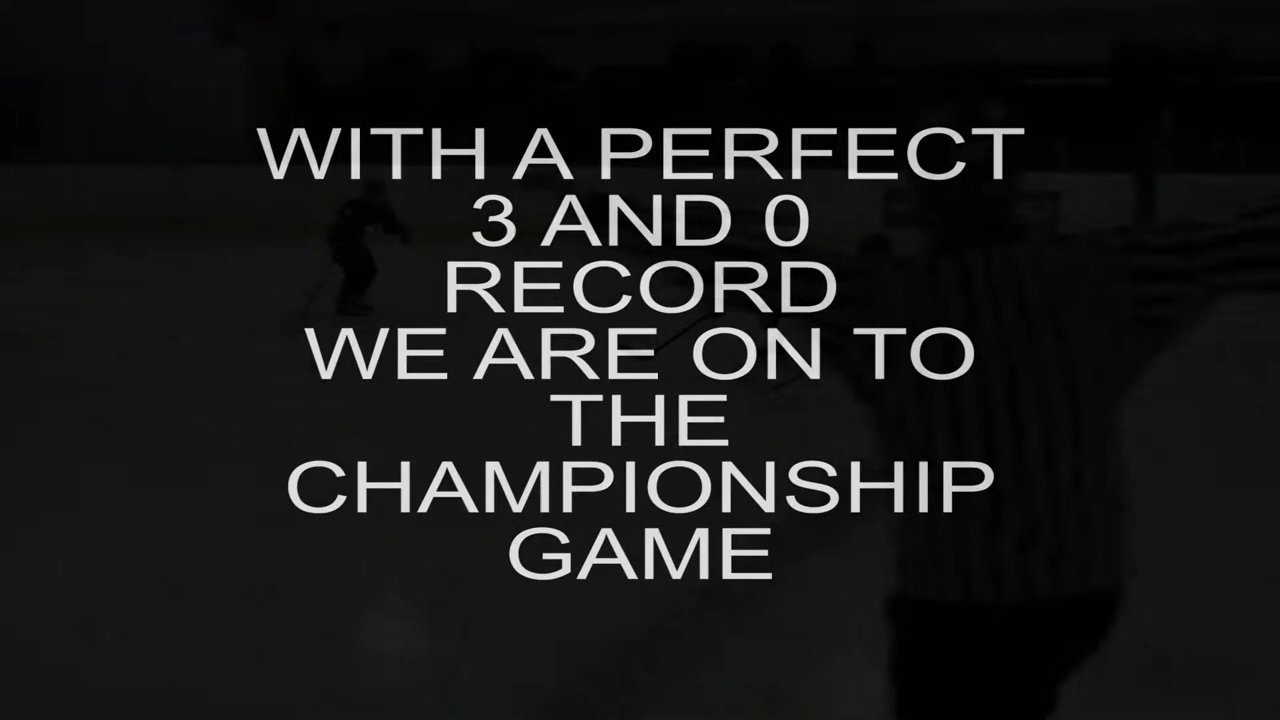 WITH A PERFECT
3 AND 0
RECORD
WE ARE ON TO
THE
CHAMPIONSHIP
GAME